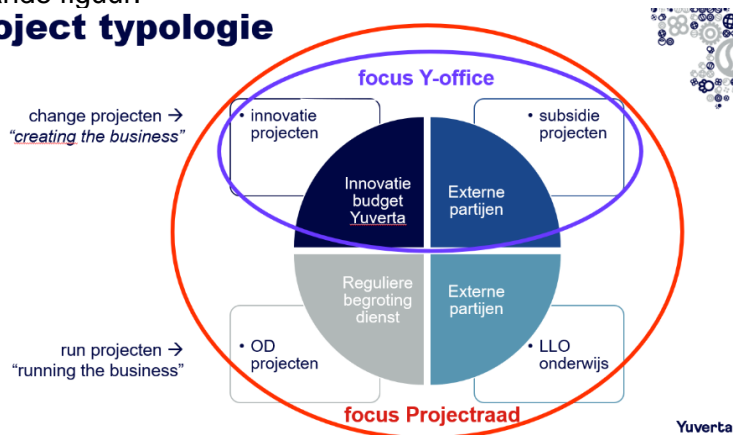 oject typologie
focus Y-office
change projecten →
“creating the business”
• innovatie
projecten
• subsidie
projecten
Innovatie
budget
Yuverta
Externe
partijen
Reguliere
begroting
dienst
Externe
partijen
run projecten →
“running the business”
• OD
projecten
• LLO
onderwijs
focus Projectraad
Yuverta